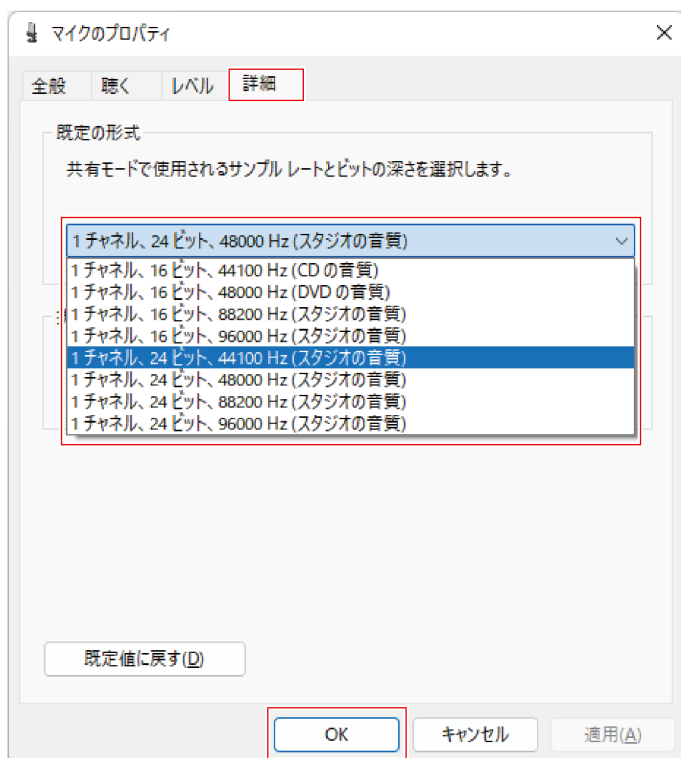 マイクのプロパティ
全般 聴く レベル 詳細
既定の形式
共有モードで使用されるサンプル レートとビットの深さを選択します。
1 チャネル、24 ビット、48000 Hz (スタジオの音質)
1 チャネル、16 ビット、44100 Hz (CD の音質)
1 チャネル、16 ビット、48000 Hz (DVD の音質)
1 チャネル、16 ビット、88200 Hz (スタジオの音質)
1 チャネル、16 ビット、96000 Hz (スタジオの音質)
1 チャネル、24 ビット、44100 Hz (スタジオの音質)
1 チャネル、24 ビット、48000 Hz (スタジオの音質)
1 チャネル、24 ビット、88200 Hz (スタジオの音質)
1 チャネル、24 ビット、96000 Hz (スタジオの音質)
既定値に戻す(D)
OK キャンセル 適用(A)